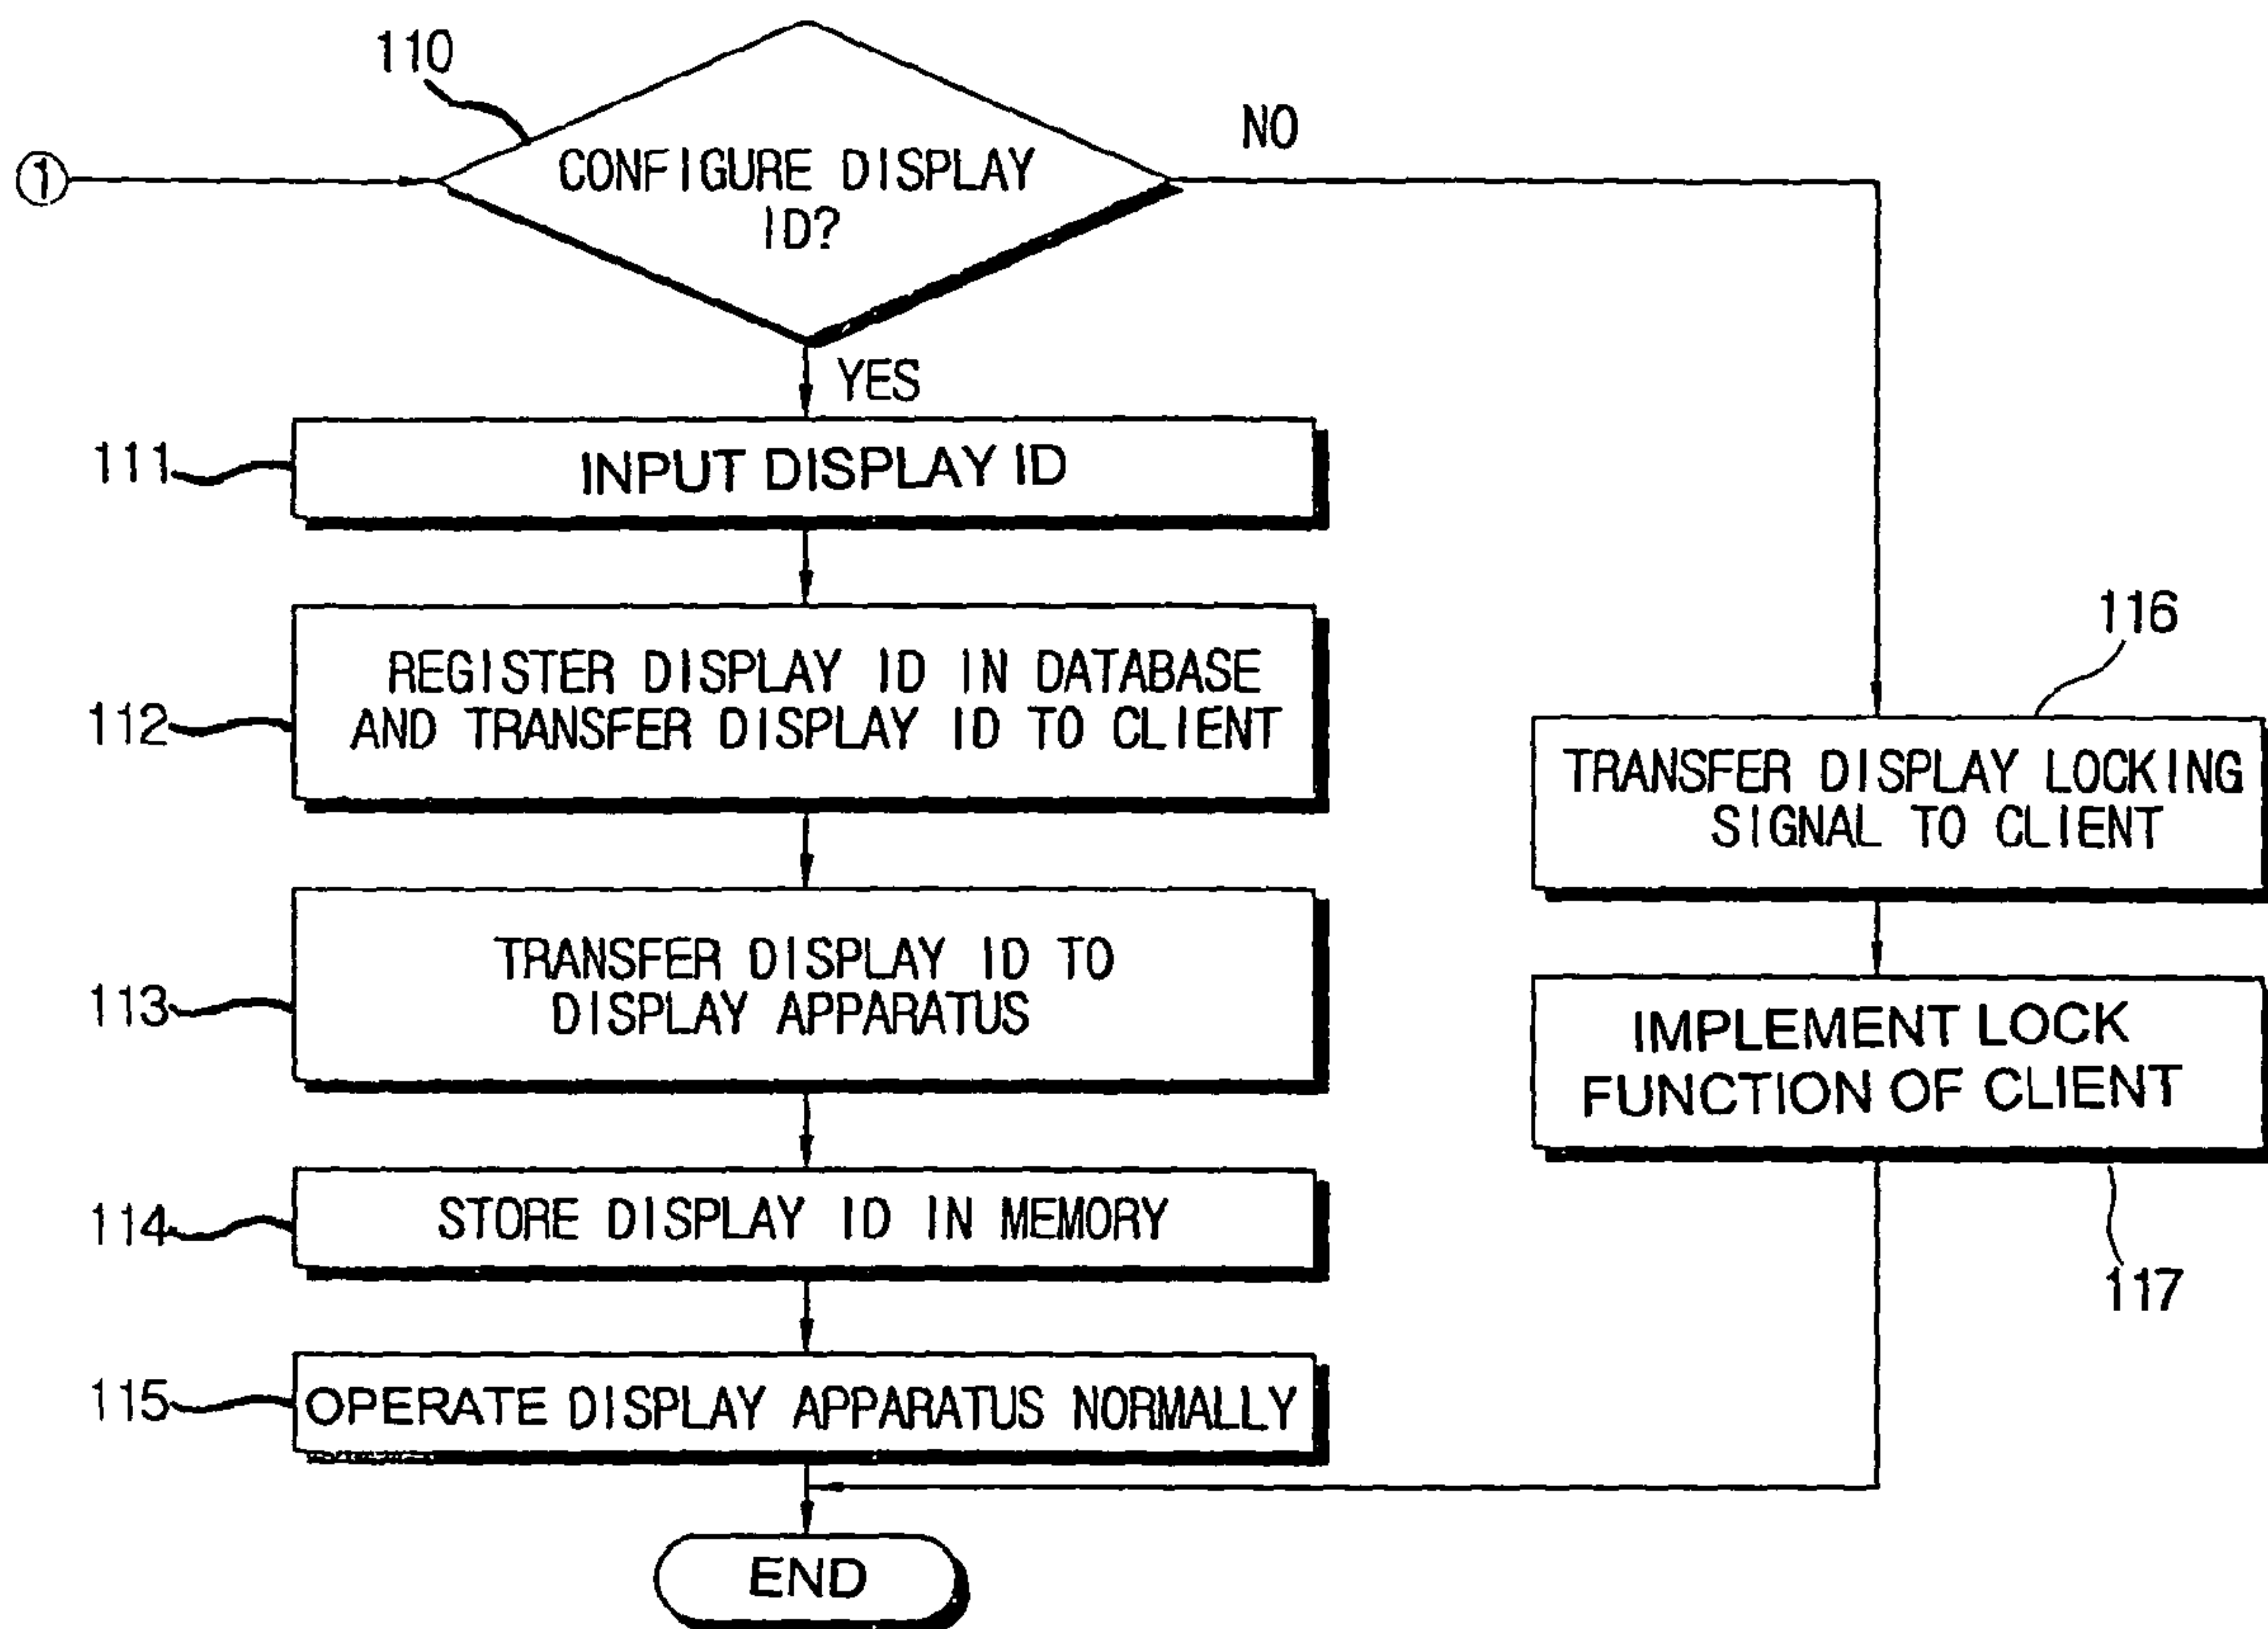 110
NO
1
CONFIGURE DISPLAY
ID?
YES
111
INPUT DISPLAY ID
112
REGISTER DISPLAY ID IN DATABASE
AND TRANSFER DISPLAY ID TO CLIENT
116
TRANSFER DISPLAY LOCKING
SIGNAL TO CLIENT
113
TRANSFER DISPLAY ID TO
DISPLAY APPARATUS
IMPLEMENT LOCK
FUNCTION OF CLIENT
114
STORE DISPLAY ID IN MEMORY
117
115
OPERATE DISPLAY APPARATUS NORMALLY
END